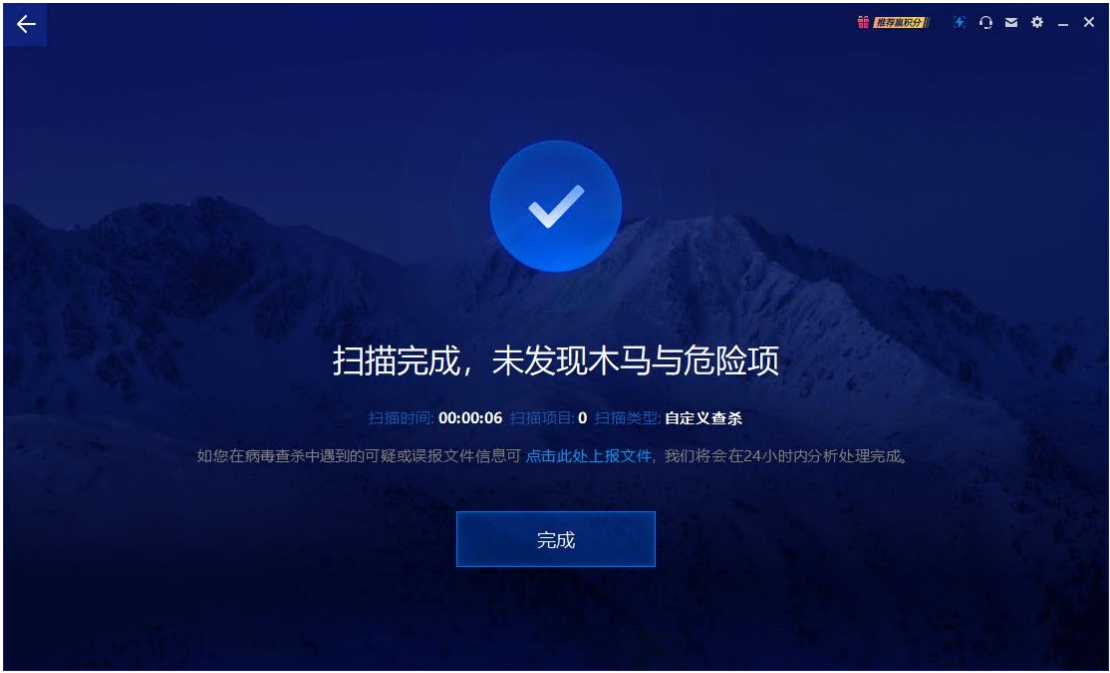 推荐赢积分
扫描完成，未发现木马与危险项
扫描时间: 00:00:06 扫描项目: 0 扫描类型: 自定义查杀
如您在病毒查杀中遇到的可疑或误报文件信息可 点击此处上报文件，我们将会在24小时内分析处理完成。
完成